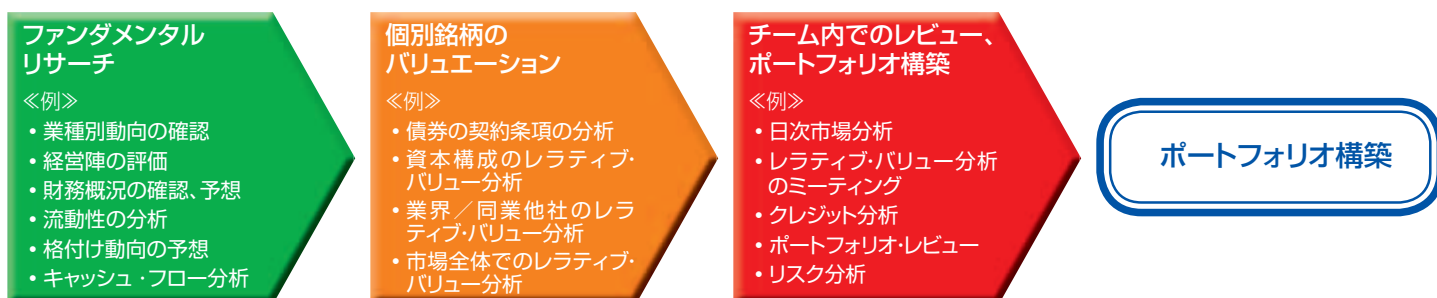 ファンダメンタル
リサーチ
≪例≫
・業種別動向の確認
・経営陣の評価
・財務概況の確認、予想
・流動性の分析
・格付け動向の予想
・キャッシュ・フロー分析
個別銘柄の
バリュエーション
≪例≫
・債券の契約条項の分析
・資本構成のレラティブ・
バリュー分析
・業界／同業他社のレラ
ティブ・バリュー分析
・市場全体でのレラティブ・
バリュー分析
チーム内でのレビュー、
ポートフォリオ構築
≪例≫
・日次市場分析
・レラティブ・バリュー分析
のミーティング
・クレジット分析
・ポートフォリオ・レビュー
・リスク分析
ポートフォリオ構築